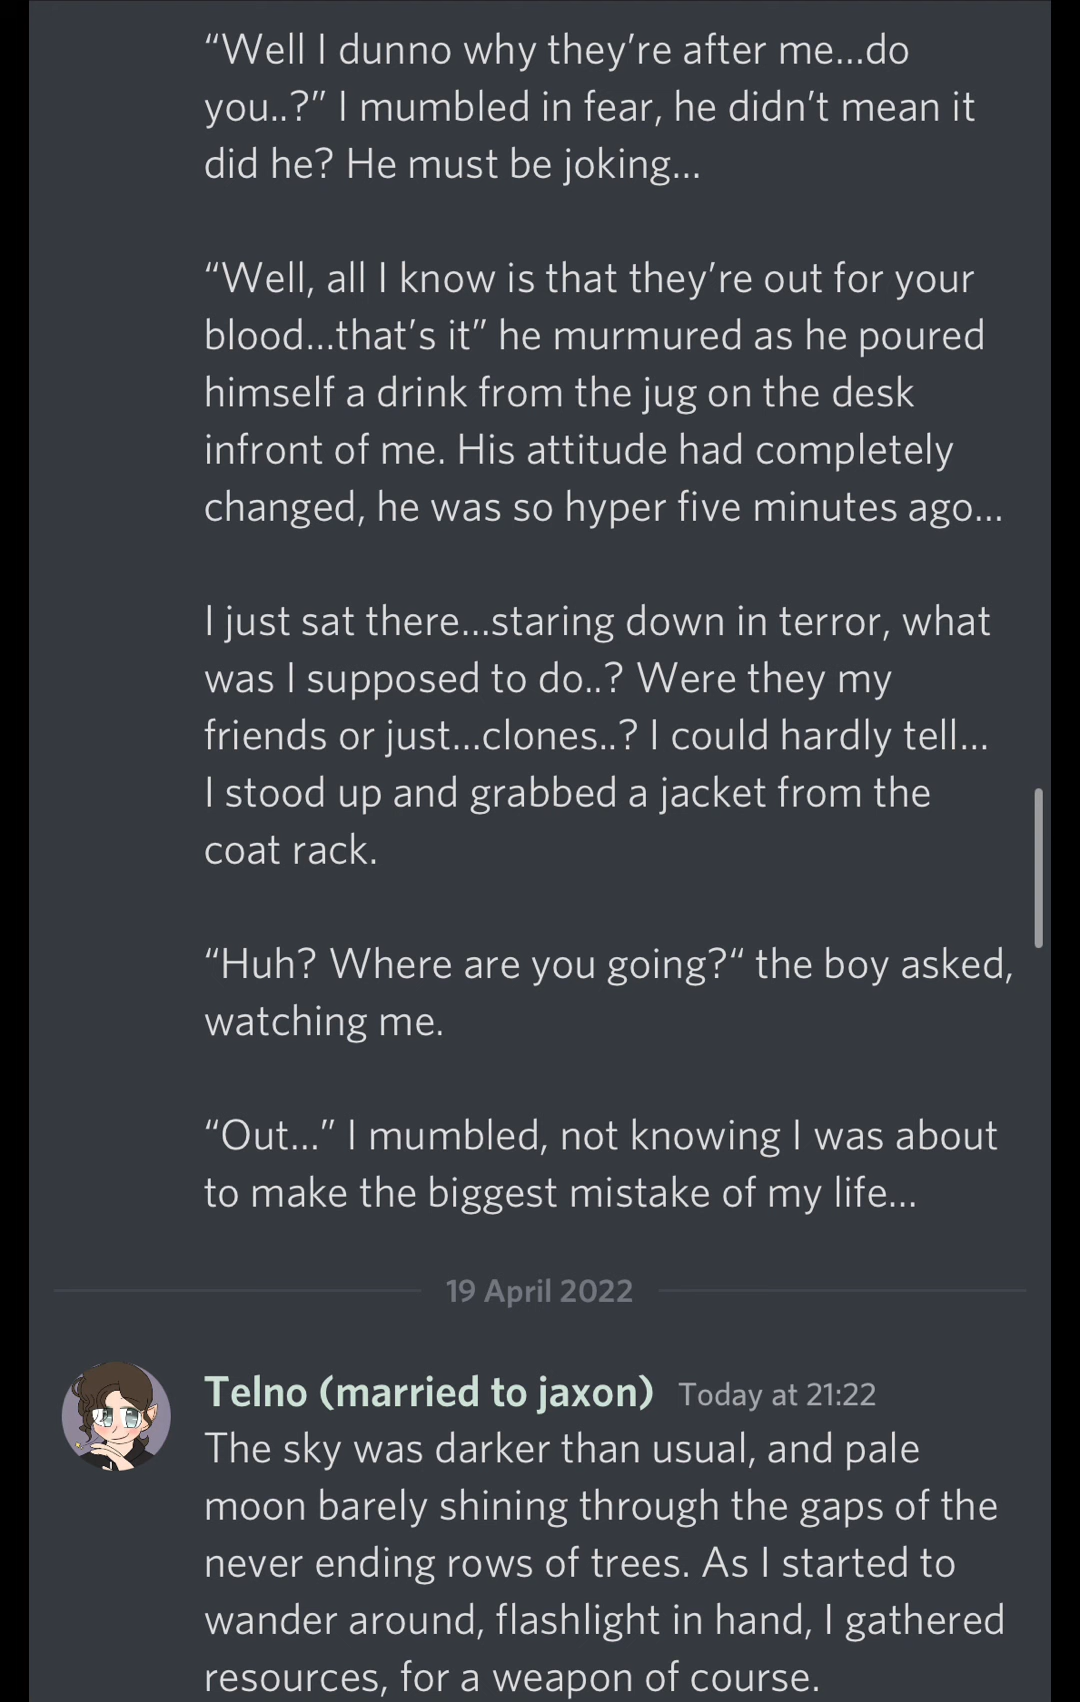 “Well I dunno why they’re after me...do
you..?” I mumbled in fear, he didn’t mean it
did he? He must be joking...
“Well, all I know is that they’re out for your
blood...that’s it” he murmured as he poured
himself a drink from the jug on the desk
infront of me. His attitude had completely
changed, he was so hyper five minutes ago...
I just sat there...staring down in terror, what
was I supposed to do..? Were they my
friends or just...clones..? I could hardly tell...
I stood up and grabbed a jacket from the
coat rack.
“Huh? Where are you going?“ the boy asked,
watching me.
“Out...” I mumbled, not knowing I was about
to make the biggest mistake of my life...
19 April 2022
Telno (married to jaxon) Today at 21:22
The sky was darker than usual, and pale
moon barely shining through the gaps of the
never ending rows of trees. As I started to
wander around, flashlight in hand, I gathered
resources, for a weapon of course.